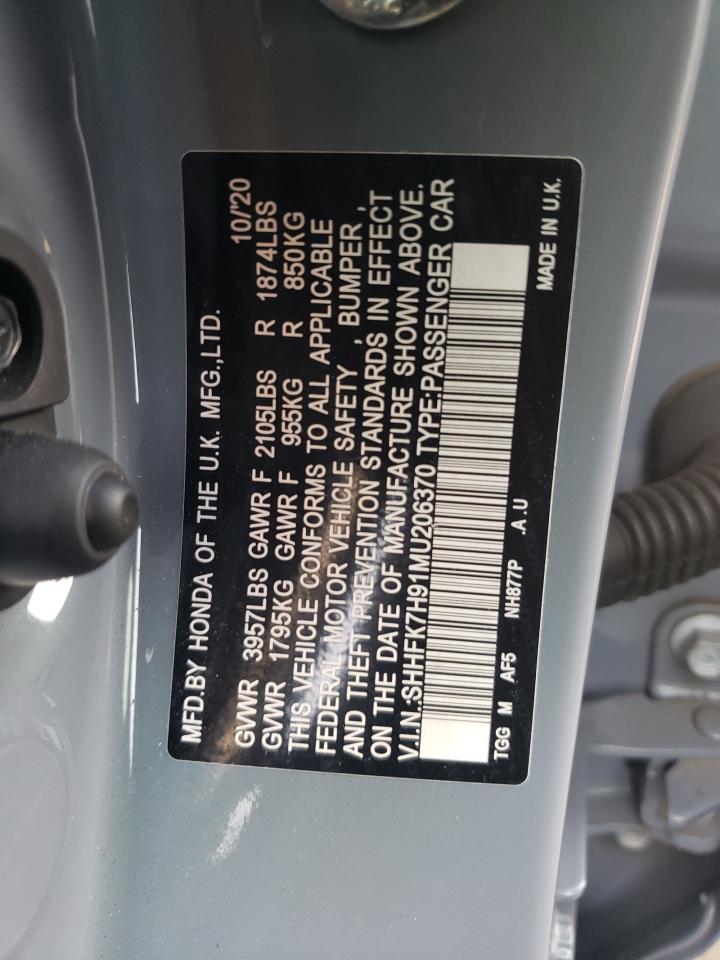 MFD.BY HONDA OF THE U.K. MFG.,LTD.
10/'20
GVWR 3957LBS GAWR F 2105LBS R 1874LBS
GVWR 1795KG GAWR F 955KG R 850KG
THIS VEHICLE CONFORMS TO ALL APPLICABLE
FEDERAL MOTOR VEHICLE SAFETY , BUMPER ,
AND THEFT PREVENTION STANDARDS IN EFFECT
ON THE DATE OF MANUFACTURE SHOWN ABOVE.
V.I.N.:SHHFK7H91MU206370 TYPE:PASSENGER CAR
TGG M AF5 NH877P .A .U MADE IN U.K.